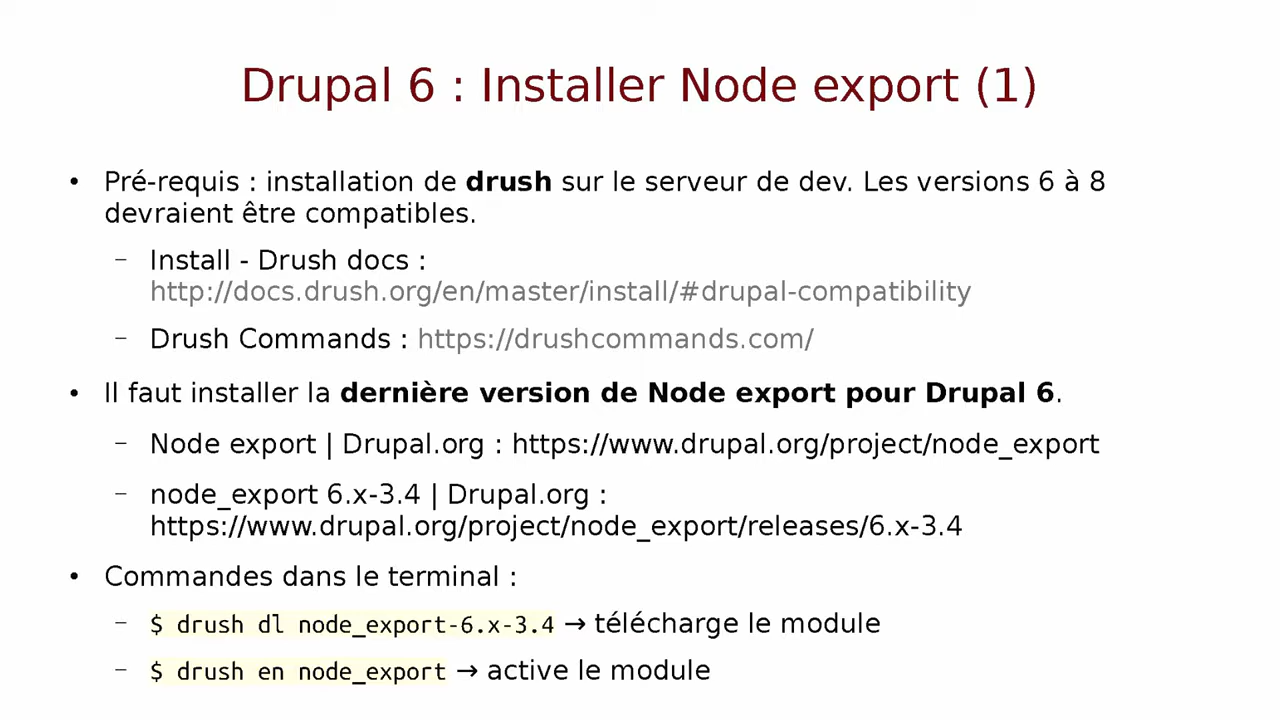 Drupal 6 : Installer Node export (1)
• Pré-requis : installation de drush sur le serveur de dev. Les versions 6 à 8
devraient être compatibles.
– Install - Drush docs :
http://docs.drush.org/en/master/install/#drupal-compatibility
– Drush Commands : https://drushcommands.com/
• Il faut installer la dernière version de Node export pour Drupal 6.
– Node export | Drupal.org : https://www.drupal.org/project/node_export
– node_export 6.x-3.4 | Drupal.org :
https://www.drupal.org/project/node_export/releases/6.x-3.4
• Commandes dans le terminal :
– $ drush dl node_export-6.x-3.4 → télécharge le module
– $ drush en node_export → active le module